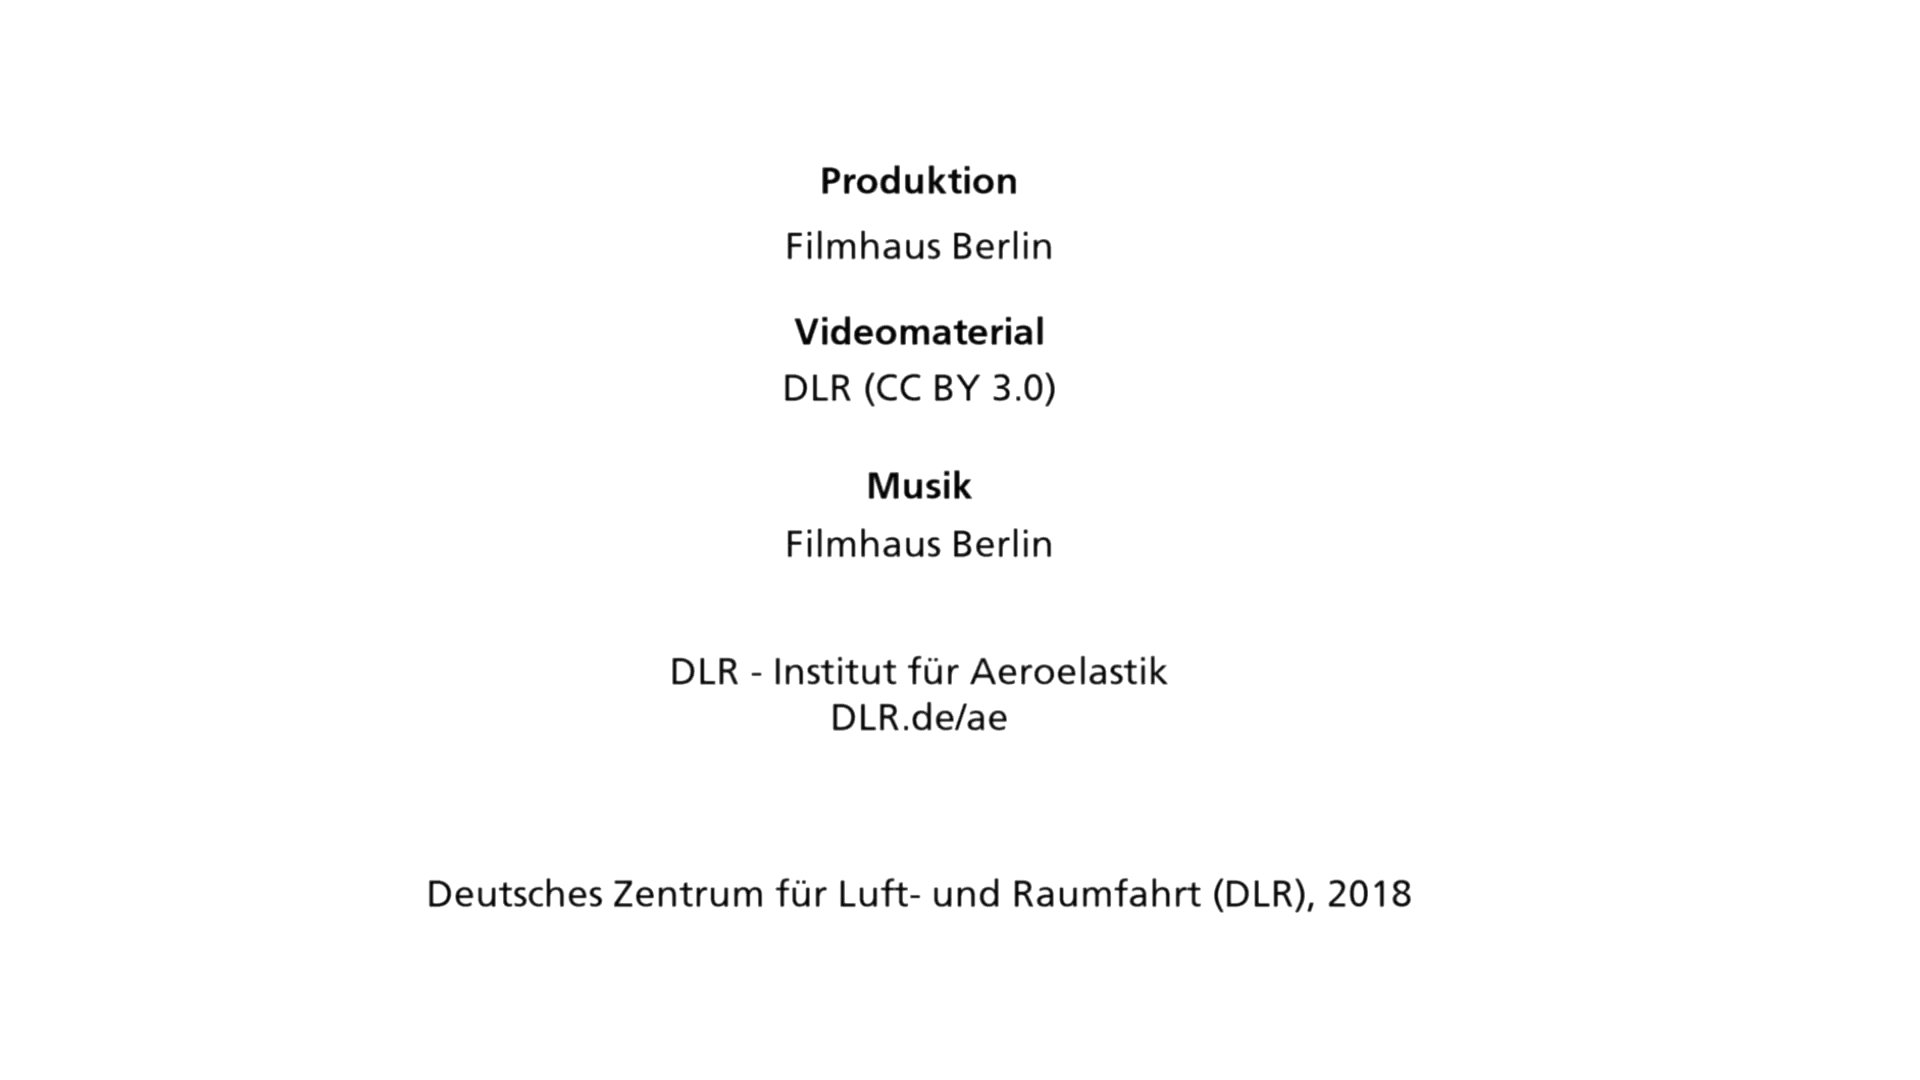 Produktion
Filmhaus Berlin
Videomaterial
DLR (CC BY 3.0)
Musik
Filmhaus Berlin
DLR - Institut für Aeroelastik
DLR.de/ae
Deutsches Zentrum für Luft- und Raumfahrt (DLR), 2018